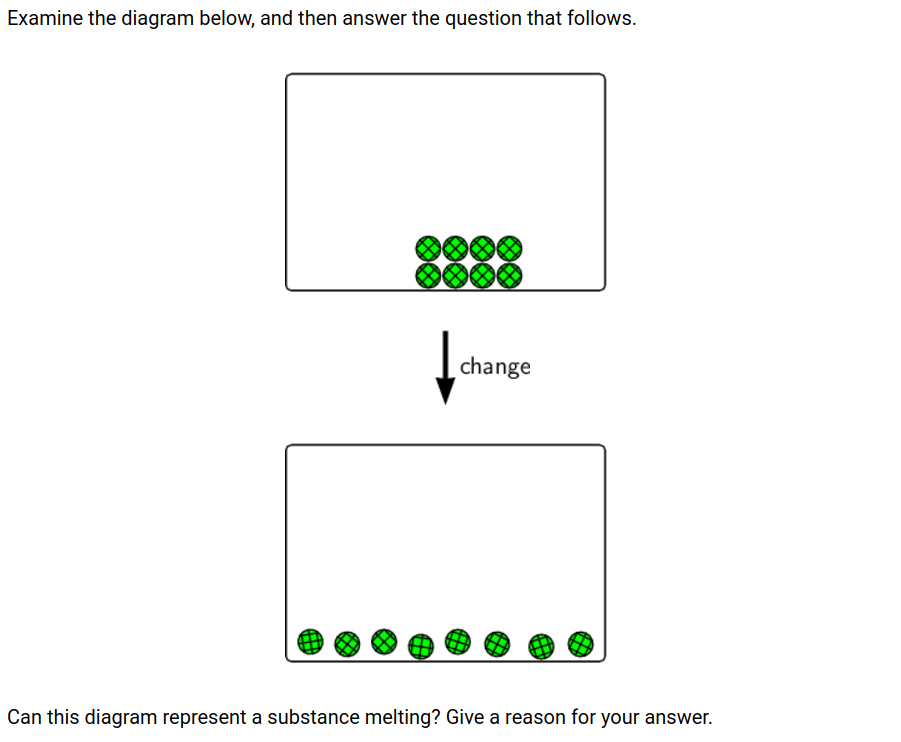 Examine the diagram below, and then answer the question that follows.
change
Can this diagram represent a substance melting? Give a reason for your answer.